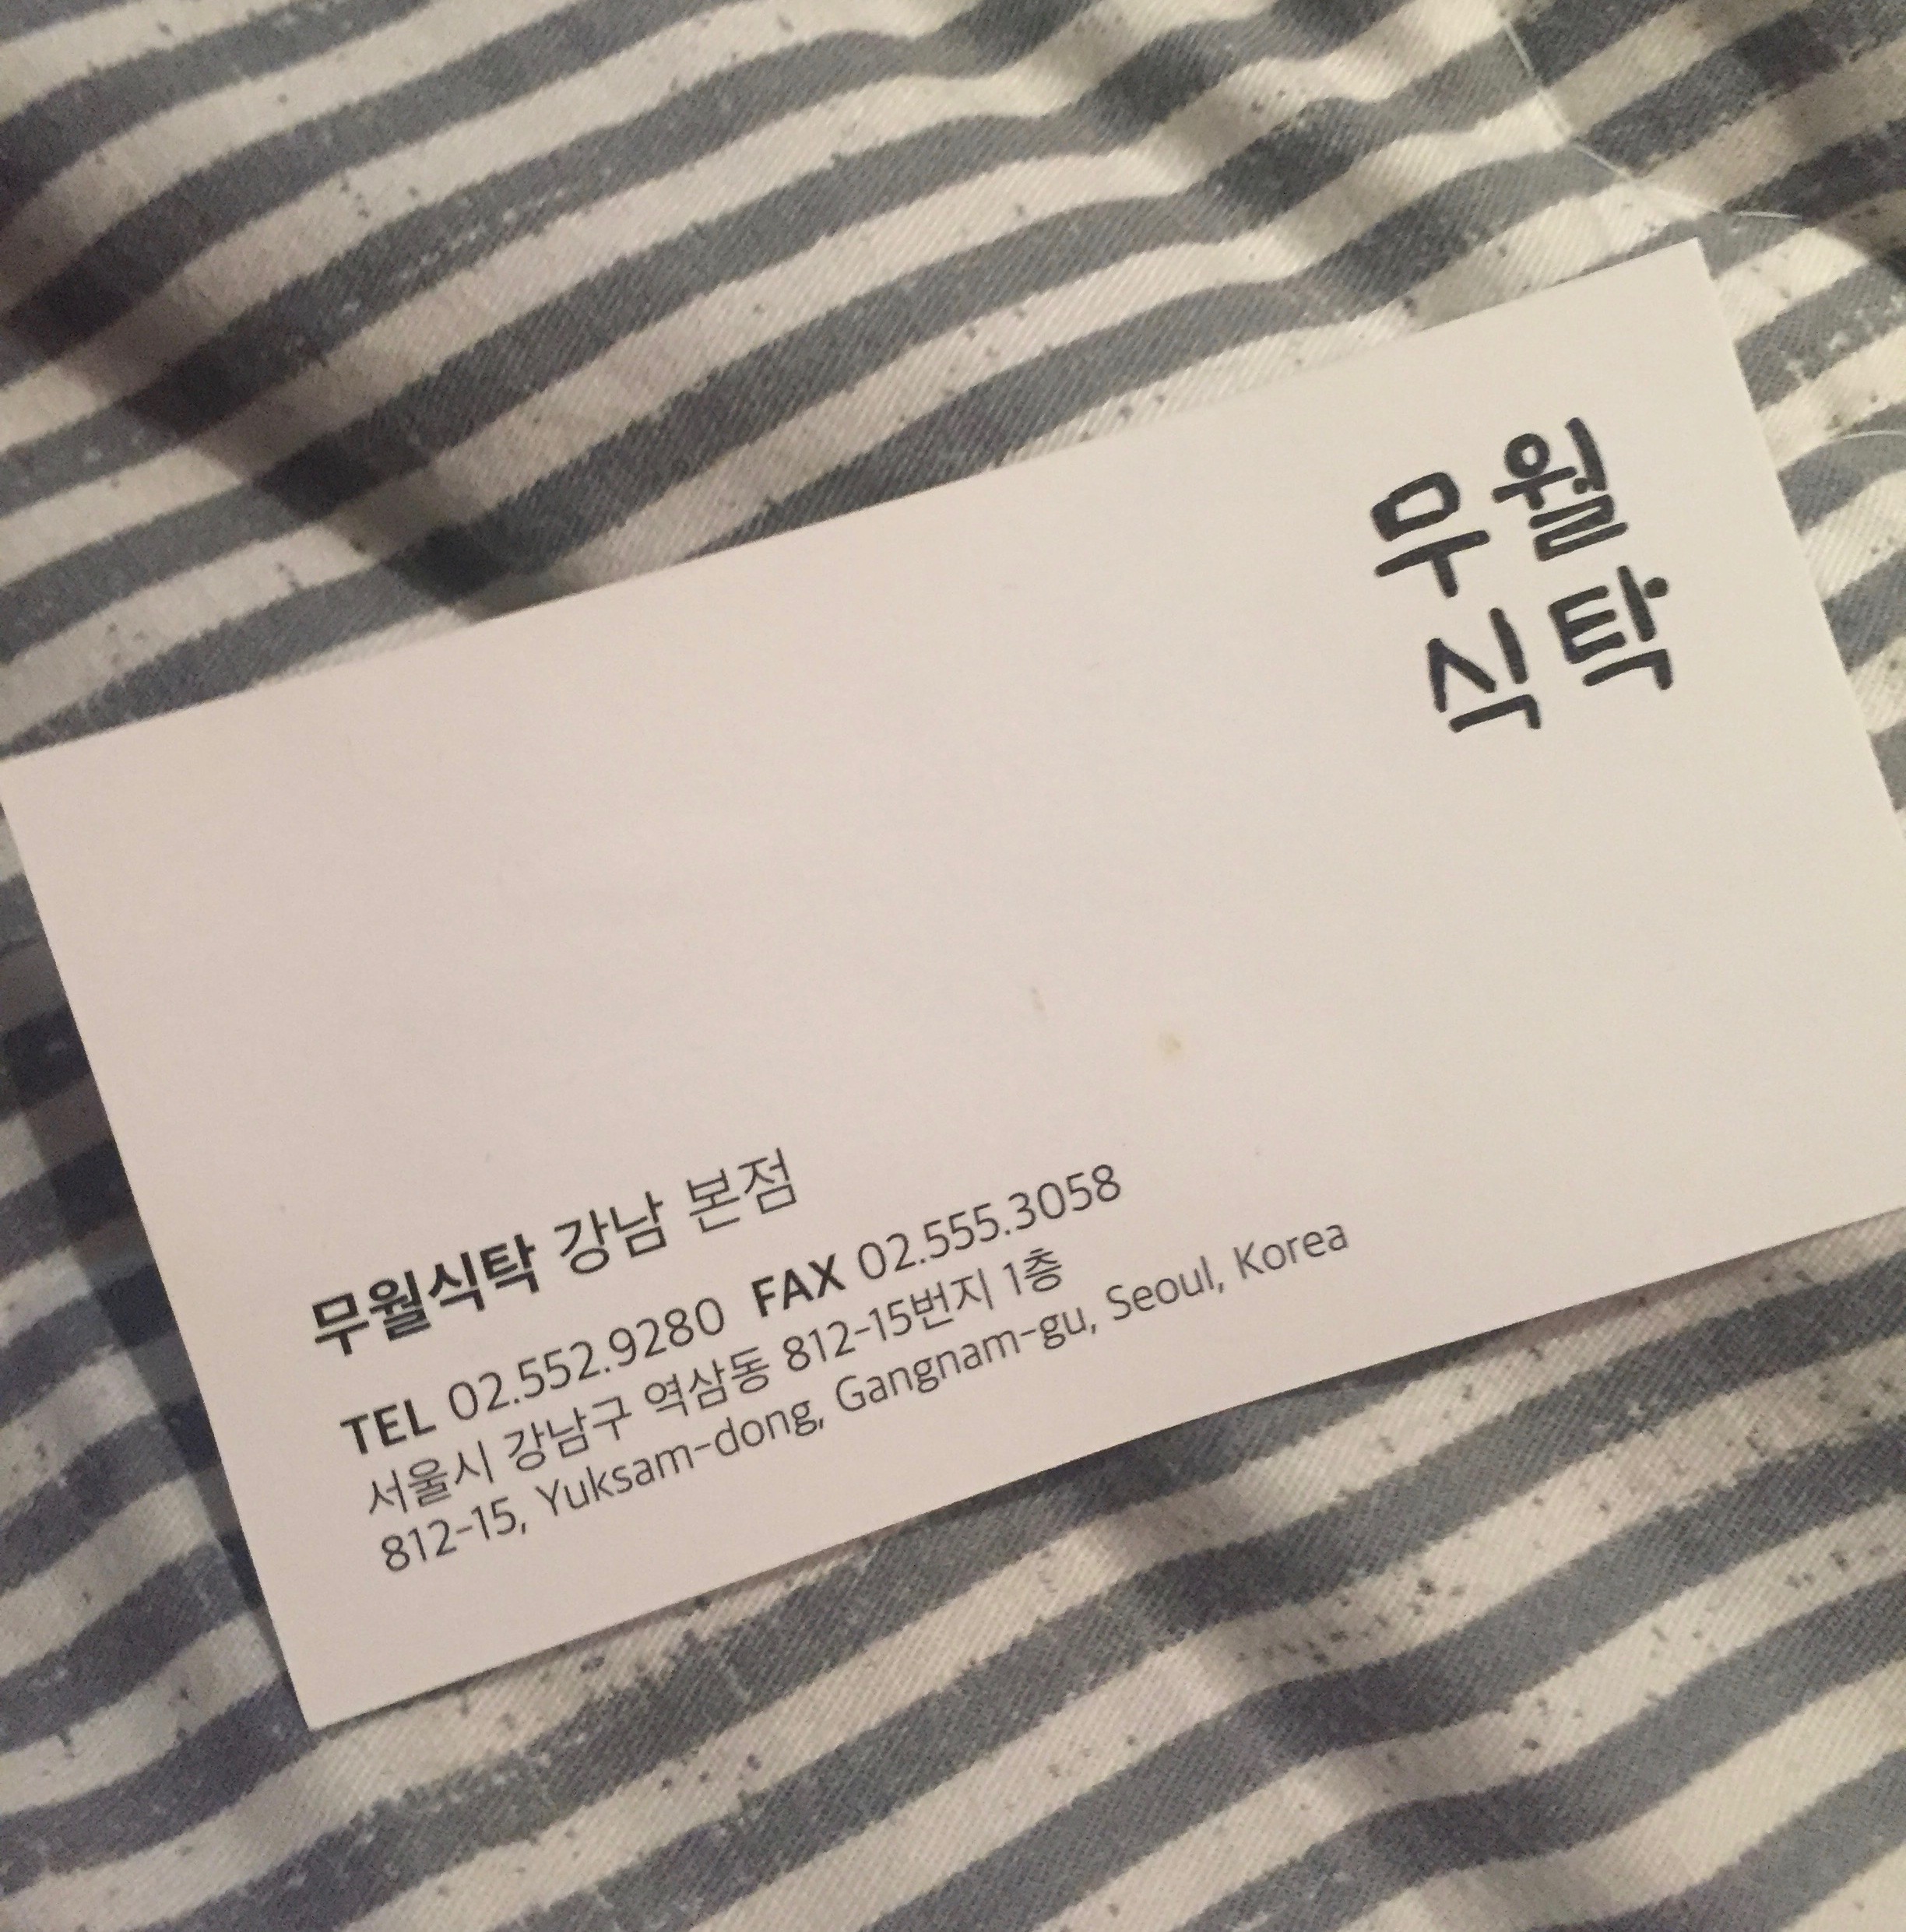 무월
식탁
무월식탁 강남 본점
TEL 02.552.9280 FAX 02.555.3058
서울시 강남구 역삼동 812-15번지 1층
812-15, Yuksam-dong, Gangnam-gu, Seoul, Korea